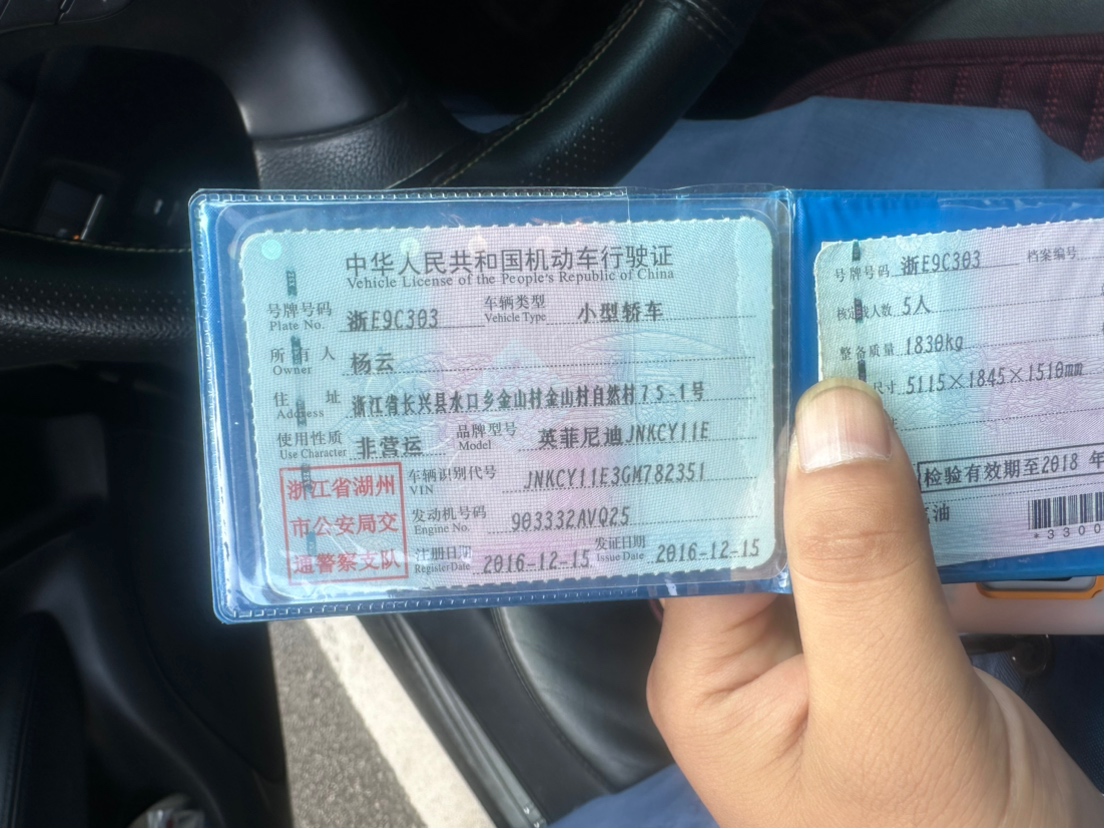 中华人民共和国机动车行驶证
Vehicle License of the People's Republic of China
号牌号码 浙E9C303 车辆类型 小型轿车
Plate No. Vehicle Type
所有人 杨云
Owner
住址 浙江省长兴县水口乡金山村金山村自然村75-1号
Address
使用性质 非营运 品牌型号 英菲尼迪JNKCY11E
Use Character Model
浙江省湖州
市公安局交
通警察支队
车辆识别代号 JNKCY11E3GM782351
VIN
发动机号码 903332AVQ25
Engine No.
注册日期 2016-12-15 发证日期 2016-12-15
Register Date Issue Date
号牌号码 浙E9C303 档案编号
核定载人数 5人
整备质量 1830kg
尺寸 5115×1845×1510mm
检验有效期至2018年
油
*3300